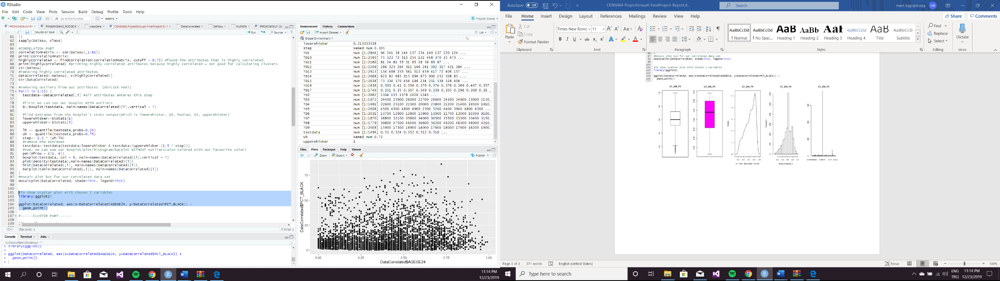 RStudio
File Edit Code View Plots Session Build Debug Profile Tools Help
Go to file/function Addins Project: (None)
PROJEDATAUNI.R* PIMAINDIANS_RCODE.R classData CENG464-ProjectGroup6-FinalProject-R...* DataCorrelated DATAsu MyDATA PROJEDATAUN
Source on Save Run Source
61 })
62 sapply(DATAsu, class)
63
64 #CORRELATION PART
65 correlationMatrix <- cor(DATAsu[,1:61])
66 print(correlationMatrix)
67 highlyCorrelated <- findCorrelation(correlationMatrix, cutoff = 0.75) #found the attributes that is highly correlated
68 print(highlyCorrelated) #printing highly correlated attributes because highly correlated = not good for calculating clusters
69 str(DATAsu)
70 #removing highly correlated attributes
71 DataCorrelated<-DATAsu[,-c(highlyCorrelated)]
72 str(DataCorrelated)
73
74 #removing outliers from out attributes (OUTLIER PART)
75 for(i in 1:15) {
76 testdata<-DataCorrelated[,i] #all attributes enteres this step
77
78 #first we can see our boxplot WITH outliers
79 b<-boxplot(testdata, main=names(DataCorrelated)[i],vertical = T)
80
81 #find extremes from the boxplot's stats output(which is lowerwhisker, Q1, Median, Q3, upperwhisker)
82 lowerwhisker<-b$stats[1]
83 upperwhisker<-b$stats[5]
84
85 lh <- quantile(testdata,probs=0.25)
86 uh <- quantile(testdata,probs=0.75)
87 step<- 1.5 * (uh-lh)
88 #remove the extremes
89 testdata<-testdata[testdata>lowerwhisker & testdata<(upperwhisker-(1.5 * step))]
90 #now, we can see our boxplot/plot/histogram/barplot WITHOUT outliers(also colored with our favourite color)
91 par(mfrow = c(1, 4))
92 boxplot(testdata, col = 6, main=names(DataCorrelated)[i],vertical = T)
93 plot(density(testdata),main=names(DataCorrelated)[i])
94 hist(DataCorrelated[,i], main=names(DataCorrelated)[i])
95 barplot(table(DataCorrelated[,i]), main=names(DataCorrelated)[i])
96 }
97 #Mosaic plot but for our correlated data set
98 mosaicplot(DataCorrelated, shade=TRUE, legend=TRUE)
99
100
101 #To show scatter plot with chosen 2 variables
102 library(ggplot2)
103
104 ggplot(DataCorrelated, aes(x=DataCorrelated$AGEGE24, y=DataCorrelated$PCT_BLACK)) +
105 geom_point()
106
107 #------CLUSTER PART------
108
109
101:1 (Top Level) R Script
Console Terminal Jobs
C:/Users/Mert/Desktop/
> library(ggplot2)
>
> ggplot(DataCorrelated, aes(x=DataCorrelated$AGEGE24, y=DataCorrelated$PCT_BLACK)) +
+ geom_point()
>
Environment History Connections
Import Dataset List
Global Environment
lowerwhisker 0.213333338
step Named num 0.305
TD1 num [1:2844] 94 241 38 144 157 234 140 137 220 124 ...
TD10 num [1:2593] 75 523 72 515 254 132 448 370 35 473 ...
TD11 num [1:2160] 61 24 81 55 31 65 28 36 69 87 ...
TD12 num [1:2209] 286 325 264 311 146 241 392 317 421 384 ...
TD13 num [1:2615] 154 488 255 541 513 459 417 72 406 157 ...
TD14 num [1:2668] 623 82 685 915 694 875 900 152 508 85 ...
TD15 num [1:2638] 73 334 370 454 194 234 251 538 528 406 ...
TD16 num [1:1636] 0.393 0.41 0.356 0.379 0.374 0.376 0.369 0.407 0.357...
TD17 num [1:1746] 0.351 0.35 0.307 0.349 0.339 0.305 0.296 0.309 0.36 ...
TD2 num [1:2662] 1304 155 1378 1028 1245 ...
TD3 num [1:1972] 24400 25900 26000 22700 26600 24300 24900 23000 2150...
TD4 num [1:1991] 22600 23100 22300 20000 23800 21200 21400 19500 1910...
TD5 num [1:2008] 4500 4300 4800 4900 2300 5200 4400 3900 4800 4300 ...
TD6 num [1:2031] 13700 12900 12800 12900 13000 11700 13000 10300 9100...
TD7 num [1:1870] 36800 32100 35600 34000 30500 35500 33300 33400 3150...
TD8 num [1:1779] 39800 47500 46400 36600 50200 46200 46300 46000 4210...
TD9 num [1:2008] 15900 17300 18900 14000 17600 18000 17600 16200 1900...
testdata num [1:1494] 0.53 0.524 0.352 0.512 0.516 ...
uh Named num 0.72
upperwhisker 1
Files Plots Packages Help Viewer
Zoom Export Publish
DataCorrelated$PCT_BLACK
75
50
25
0
0.00 0.25 0.50 0.75 1.00
DataCorrelated$AGEGE24
11:14 PM
12/23/2019
AutoSave Off CENG464-ProjectGroup6-FinalProject-Report.d... Search mert bayramusta MB
File Home Insert Design Layout References Mailings Review View Help Share Comments
Paste Cut Copy Format Painter
Times New Roma 11
AaBbCcDd AaBbCcDd AaB AaBb AaI AaBbCcDd AaB AaBbCcD
¶ Normal ¶ No Spac... Heading 1 Heading 2 Heading 3 Heading 4 Title Subtitle
Find Replace Select Dictate
Clipboard Font Paragraph Styles Editing Voice
96 }
97 #Mosaic plot but for our correlated data set
98 mosaicplot(DataCorrelated, shade=TRUE, legend=TRUE)
99
100
101 #To show scatter plot with chosen 2 variables
102 library(ggplot2)
103
104 ggplot(DataCorrelated, aes(x=DataCorrelated$AGEGE24, y=DataCorrelated$PCT_BLACK)) +
105 geom_point()
GT_25K_P9 GT_25K_P9 GT_25K_P9 GT_25K_P9 GT_25K_P9
Density
Frequency
N = 1494 Bandwidth = 0.0187
DataCorrelated[, i]
Page 3 of 3 371 words English (United States) Focus 100%
Type here to search
ENG
TRQ
11:14 PM
12/23/2019